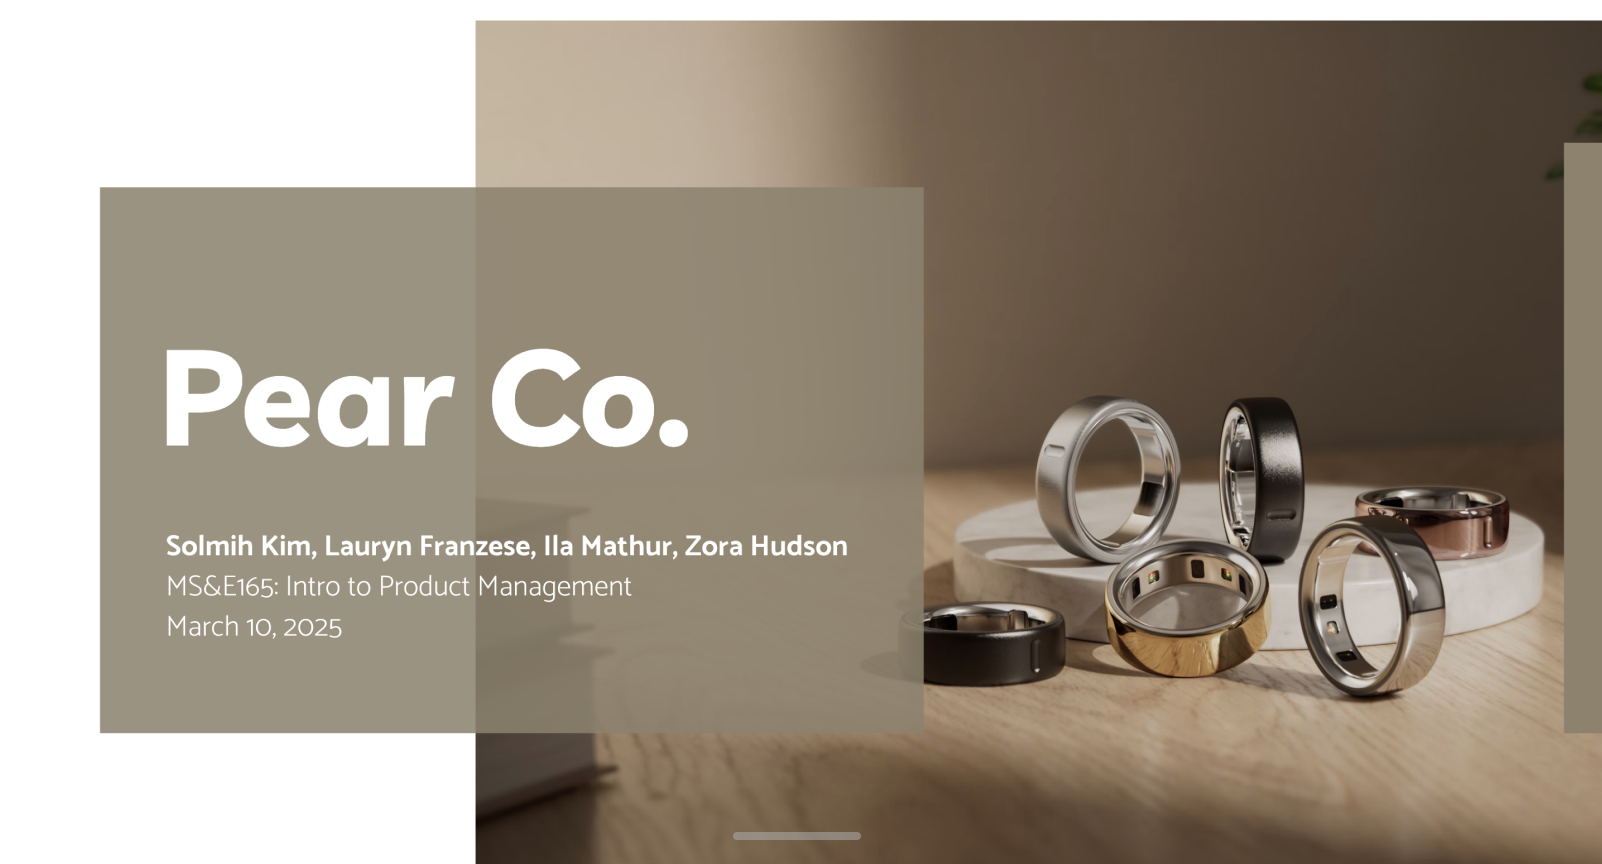 Pear Co.
Solmih Kim, Lauryn Franzese, Ila Mathur, Zora Hudson
MS&E165: Intro to Product Management
March 10, 2025